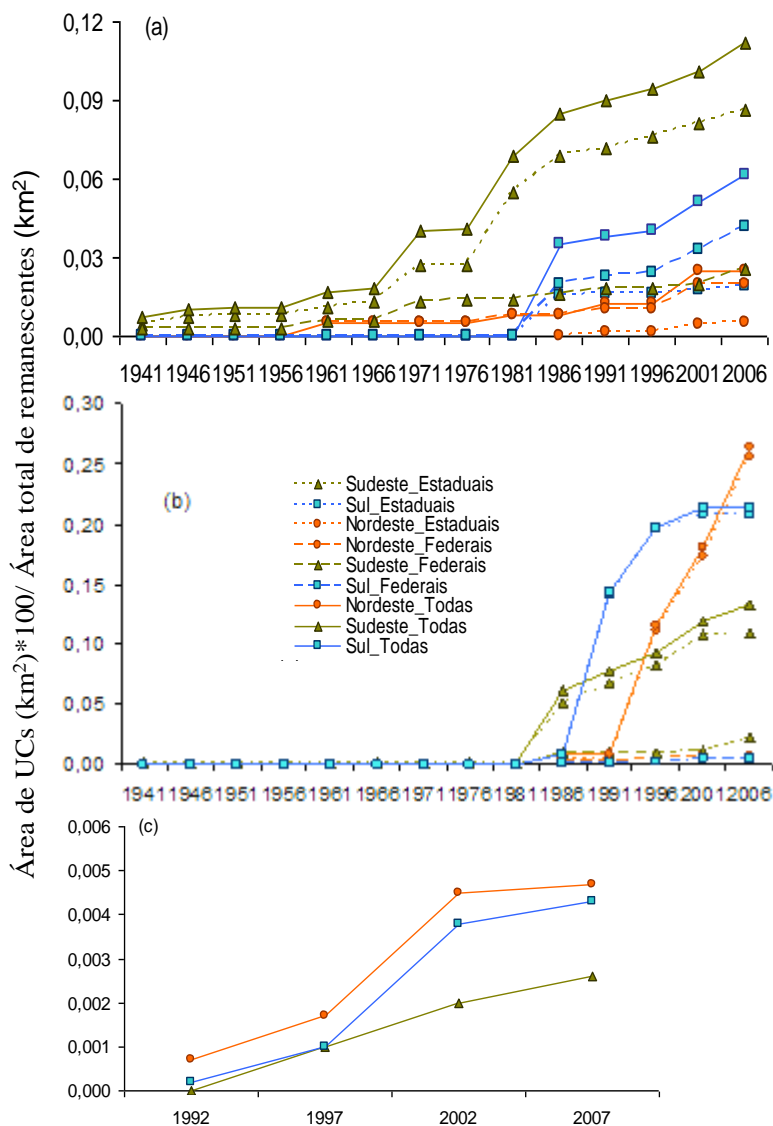 Área de UCs (km²)*100/ Área total de remanescentes (km²)
(a)
0,12
0,09
0,06
0,03
0,00
1941 1946 1951 1956 1961 1966 1971 1976 1981 1986 1991 1996 2001 2006
(b)
0,30
0,25
0,20
0,15
0,10
0,05
0,00
Sudeste_Estaduais
Sul_Estaduais
Nordeste_Estaduais
Nordeste_Federais
Sudeste_Federais
Sul_Federais
Nordeste_Todas
Sudeste_Todas
Sul_Todas
1941 1946 1951 1956 1961 1966 1971 1976 1981 1986 1991 1996 2001 2006
(c)
0,006
0,005
0,004
0,003
0,002
0,001
0,000
1992 1997 2002 2007